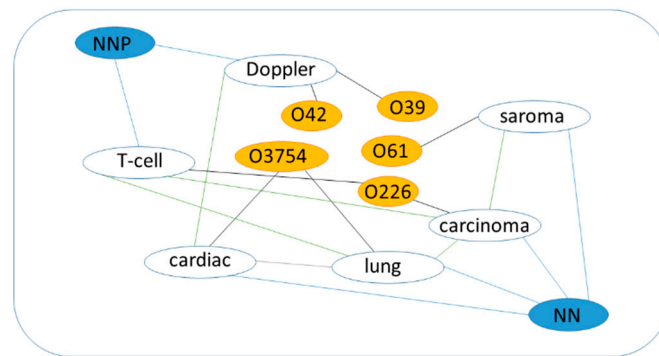 NNP
Doppler
O42
O39
saroma
O61
O3754
T-cell
O226
carcinoma
cardiac
lung
NN